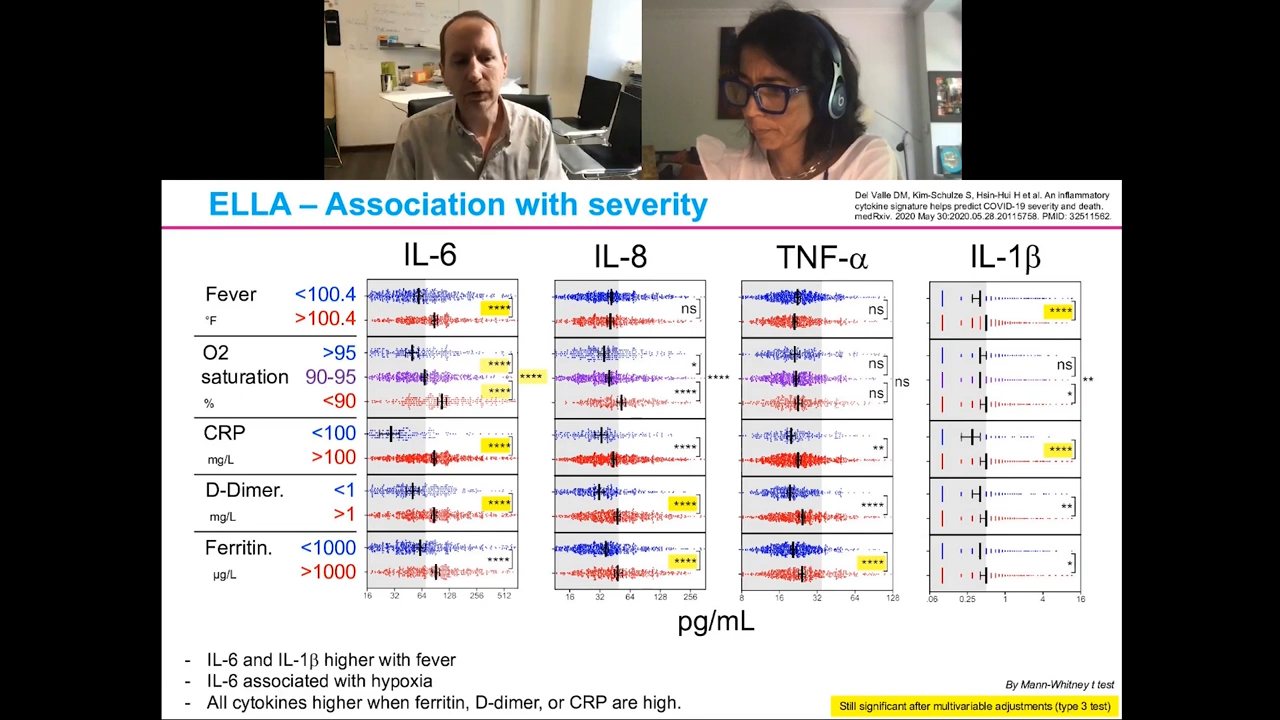 ELLA – Association with severity
Del Valle DM, Kim-Schulze S, Hsin-Hui H et al. An inflammatory
cytokine signature helps predict COVID-19 severity and death.
medRxiv. 2020 May 30:2020.05.28.20115758. PMID: 32511562.
IL-6 IL-8 TNF-α IL-1β
Fever <100.4
°F >100.4
**** ns ns ****
O2 >95
saturation 90-95
% <90
**** **** **** * **** **** ns ns ns ns * **
CRP <100
mg/L >100
**** **** ** ****
D-Dimer. <1
mg/L >1
**** **** **** **
Ferritin. <1000
µg/L >1000
**** **** **** *
16 32 64 128 256 512 16 32 64 128 256 8 16 32 64 128 .06 0.25 1 4 16
pg/mL
- IL-6 and IL-1β higher with fever
- IL-6 associated with hypoxia
- All cytokines higher when ferritin, D-dimer, or CRP are high.
By Mann-Whitney t test
Still significant after multivariable adjustments (type 3 test)